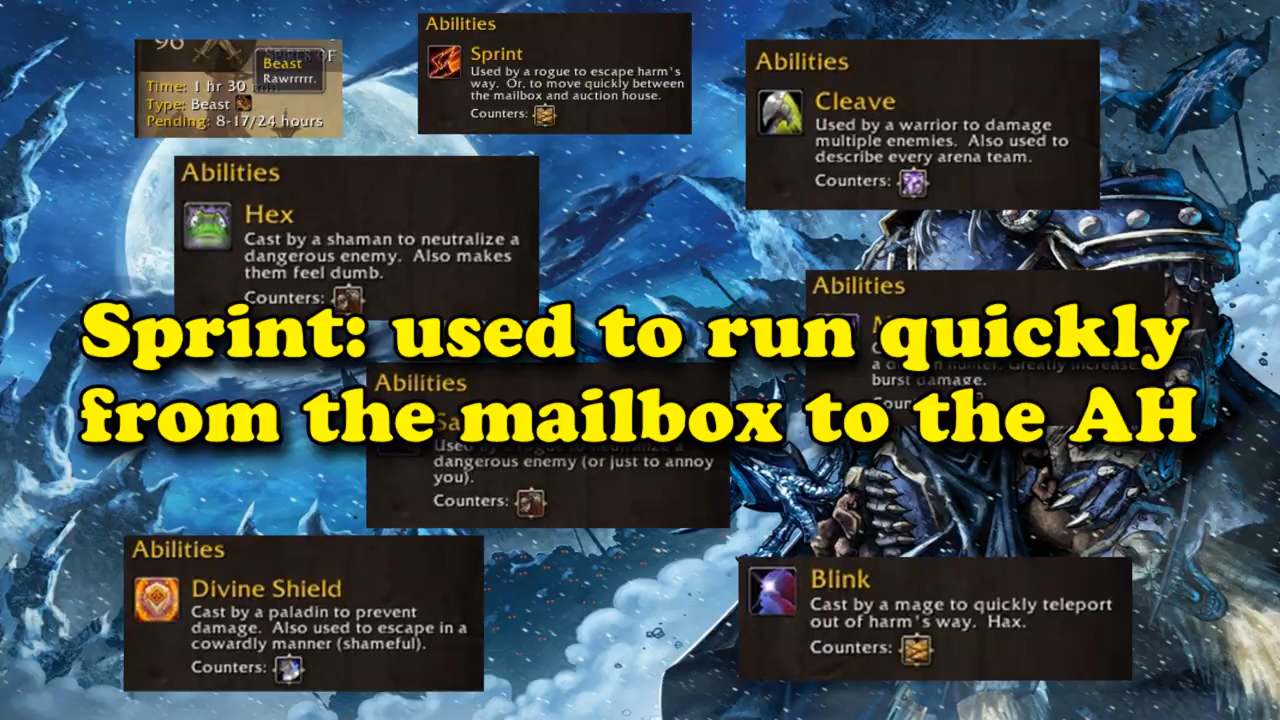 Beast
Rawrrrrr.
Time: 1 hr 30
Type: Beast
Pending: 8-17/24 hours
Abilities
Sprint
Used by a rogue to escape harm's
way. Or, to move quickly between
the mailbox and auction house.
Counters:
Abilities
Cleave
Used by a warrior to damage
multiple enemies. Also used to
describe every arena team.
Counters:
Abilities
Hex
Cast by a shaman to neutralize a
dangerous enemy. Also makes
them feel dumb.
Counters:
Abilities
burst damage.
Sprint: used to run quickly
from the mailbox to the AH
Abilities
dangerous enemy (or just to annoy
you).
Counters:
Abilities
Divine Shield
Cast by a paladin to prevent
damage. Also used to escape in a
cowardly manner (shameful).
Counters:
Blink
Cast by a mage to quickly teleport
out of harm's way. Hax.
Counters: